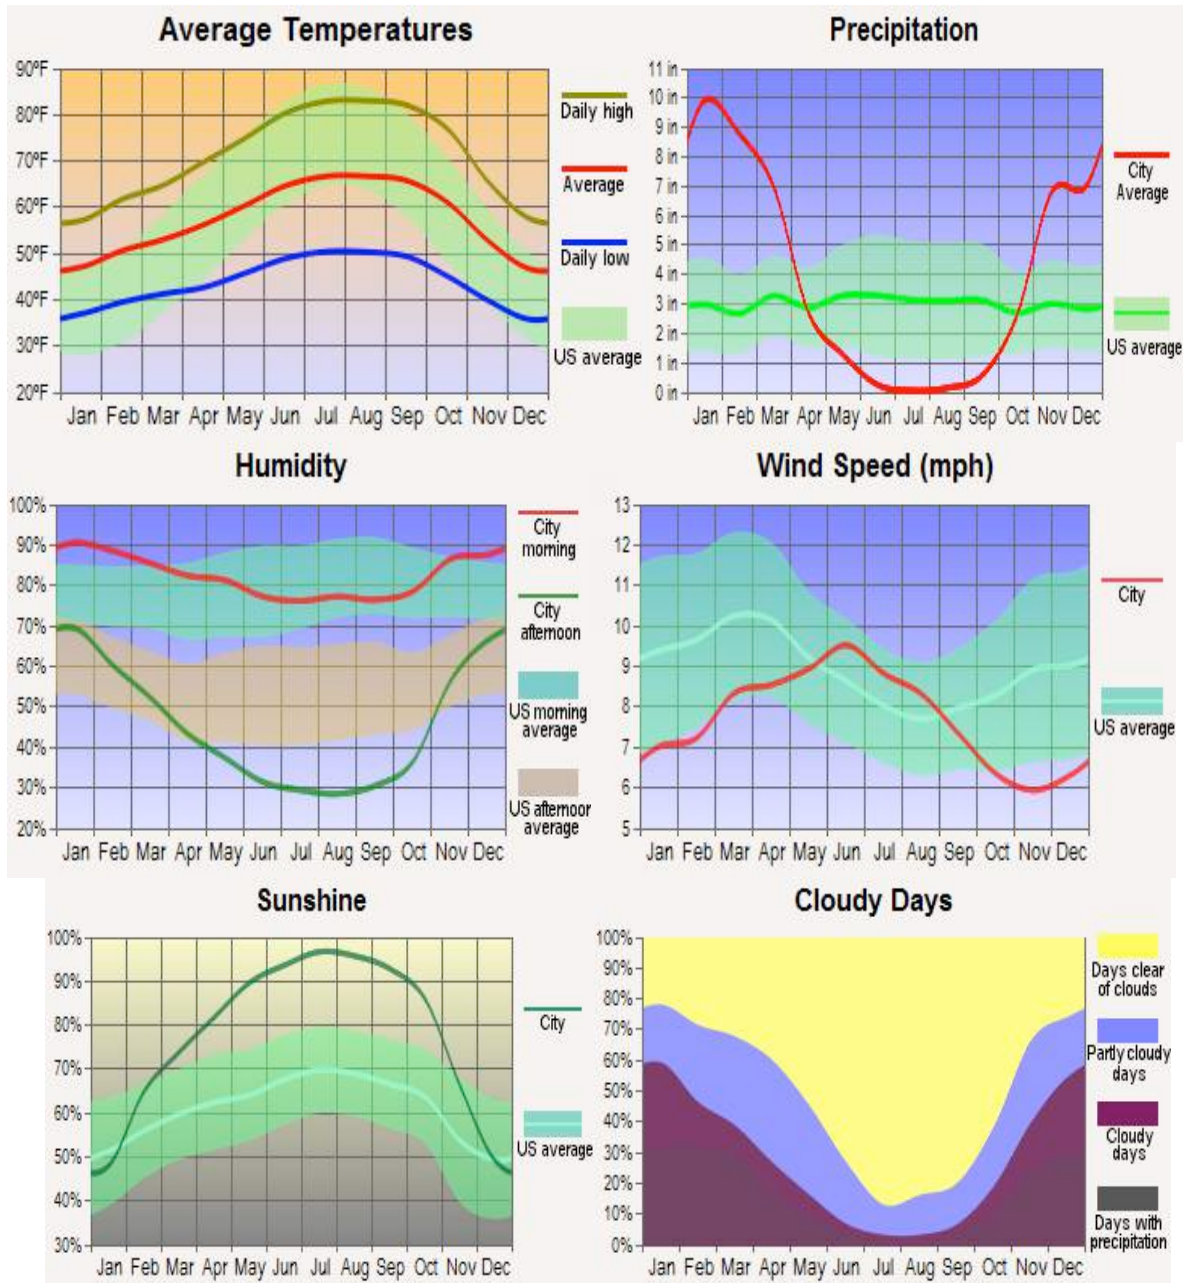 Average Temperatures
90ºF
80ºF
70ºF
60ºF
50ºF
40ºF
30ºF
20ºF
Jan Feb Mar Apr May Jun Jul Aug Sep Oct Nov Dec
Daily high
Average
Daily low
US average
Precipitation
11 in
10 in
9 in
8 in
7 in
6 in
5 in
4 in
3 in
2 in
1 in
0 in
Jan Feb Mar Apr May Jun Jul Aug Sep Oct Nov Dec
City
Average
US average
Humidity
100%
90%
80%
70%
60%
50%
40%
30%
20%
Jan Feb Mar Apr May Jun Jul Aug Sep Oct Nov Dec
City
morning
City
afternoon
US morning
average
US afternoor
average
Wind Speed (mph)
13
12
11
10
9
8
7
6
5
Jan Feb Mar Apr May Jun Jul Aug Sep Oct Nov Dec
City
US average
Sunshine
100%
90%
80%
70%
60%
50%
40%
30%
Jan Feb Mar Apr May Jun Jul Aug Sep Oct Nov Dec
City
US average
Cloudy Days
100%
90%
80%
70%
60%
50%
40%
30%
20%
10%
0%
Jan Feb Mar Apr May Jun Jul Aug Sep Oct Nov Dec
Days clear
of clouds
Partly cloudy
days
Cloudy
days
Days with
precipitation